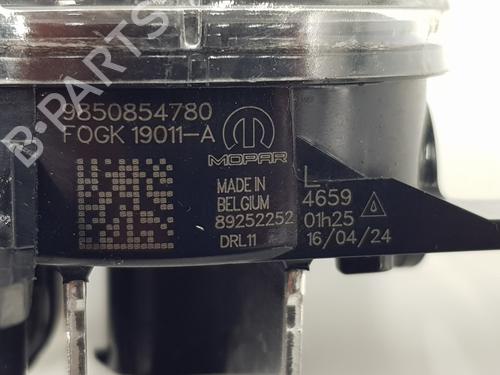 B-PARTS
9850854780
FOGK 19011-A
MOPAR
MADE IN
BELGIUM
89252252
DRL11
L
4659
01h25
16/04/24